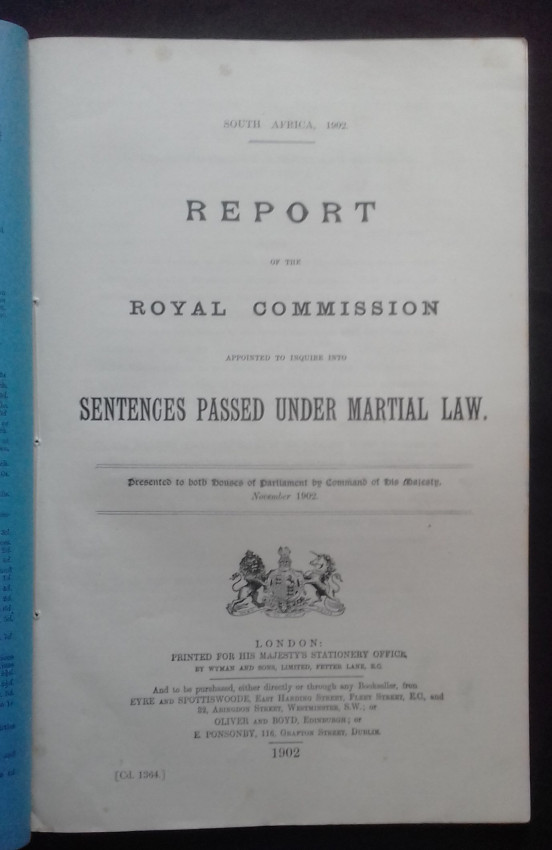 SOUTH AFRICA, 1902.
REPORT
OF THE
ROYAL COMMISSION
APPOINTED TO INQUIRE INTO
SENTENCES PASSED UNDER MARTIAL LAW.
Presented to both Houses of Parliament by Command of His Majesty.
November 1902.
LONDON:
PRINTED FOR HIS MAJESTY'S STATIONERY OFFICE,
BY WYMAN AND SONS, LIMITED, FETTER LANE, E.C.
And to be purchased, either directly or through any Bookseller, from
EYRE AND SPOTTISWOODE, EAST HARDING STREET, FLEET STREET, E.C., and
32, ABINGDON STREET, WESTMINSTER, S.W.; or
OLIVER AND BOYD, EDINBURGH; or
E. PONSONBY, 116, GRAFTON STREET, DUBLIN.
1902
[Cd. 1364.]